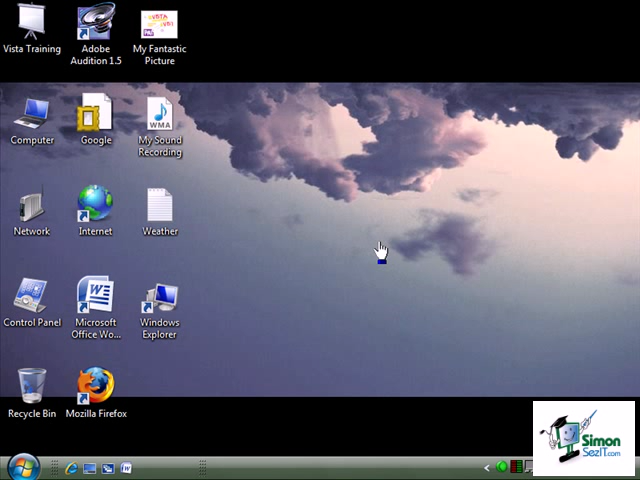 Vista Training
Adobe
Audition 1.5
My Fantastic
Picture
Computer
Google
My Sound
Recording
WMA
Network
Internet
Weather
Control Panel
Microsoft
Office Wo...
Windows
Explorer
Recycle Bin
Mozilla Firefox
Simon
SezIT.com